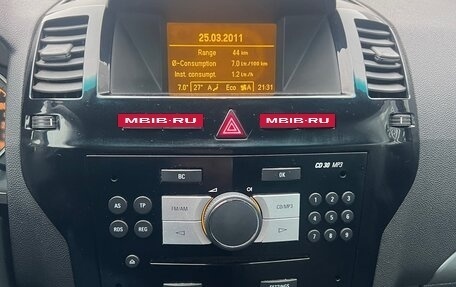 25.03.2011
Range 44 km
Ø-Consumption 7.0 Ltr./100 km
Inst. consumpt. 1.2 Ltr./h
7.0° 27° A Eco A 21:31
MBIB-RU MBIB-RU
CD 30 MP3
BC OK
AS TP FM/AM CD/MP3 1 2 3
4 5 6
RDS REG 7 8 9
0
SETTINGS